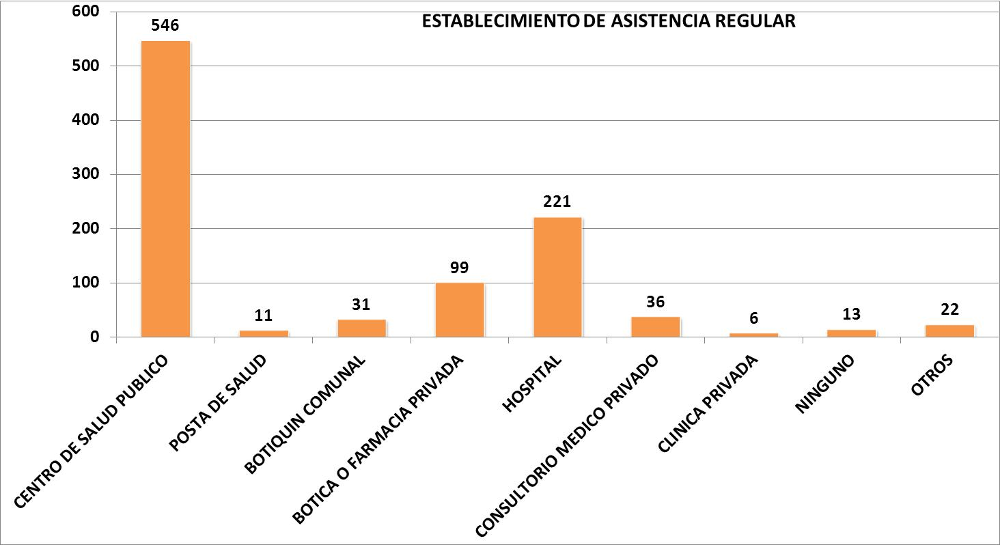 ESTABLECIMIENTO DE ASISTENCIA REGULAR
600
500
400
300
200
100
0
546
11
31
99
221
36
6
13
22
CENTRO DE SALUD PUBLICO
POSTA DE SALUD
BOTIQUIN COMUNAL
BOTICA O FARMACIA PRIVADA
HOSPITAL
CONSULTORIO MEDICO PRIVADO
CLINICA PRIVADA
NINGUNO
OTROS